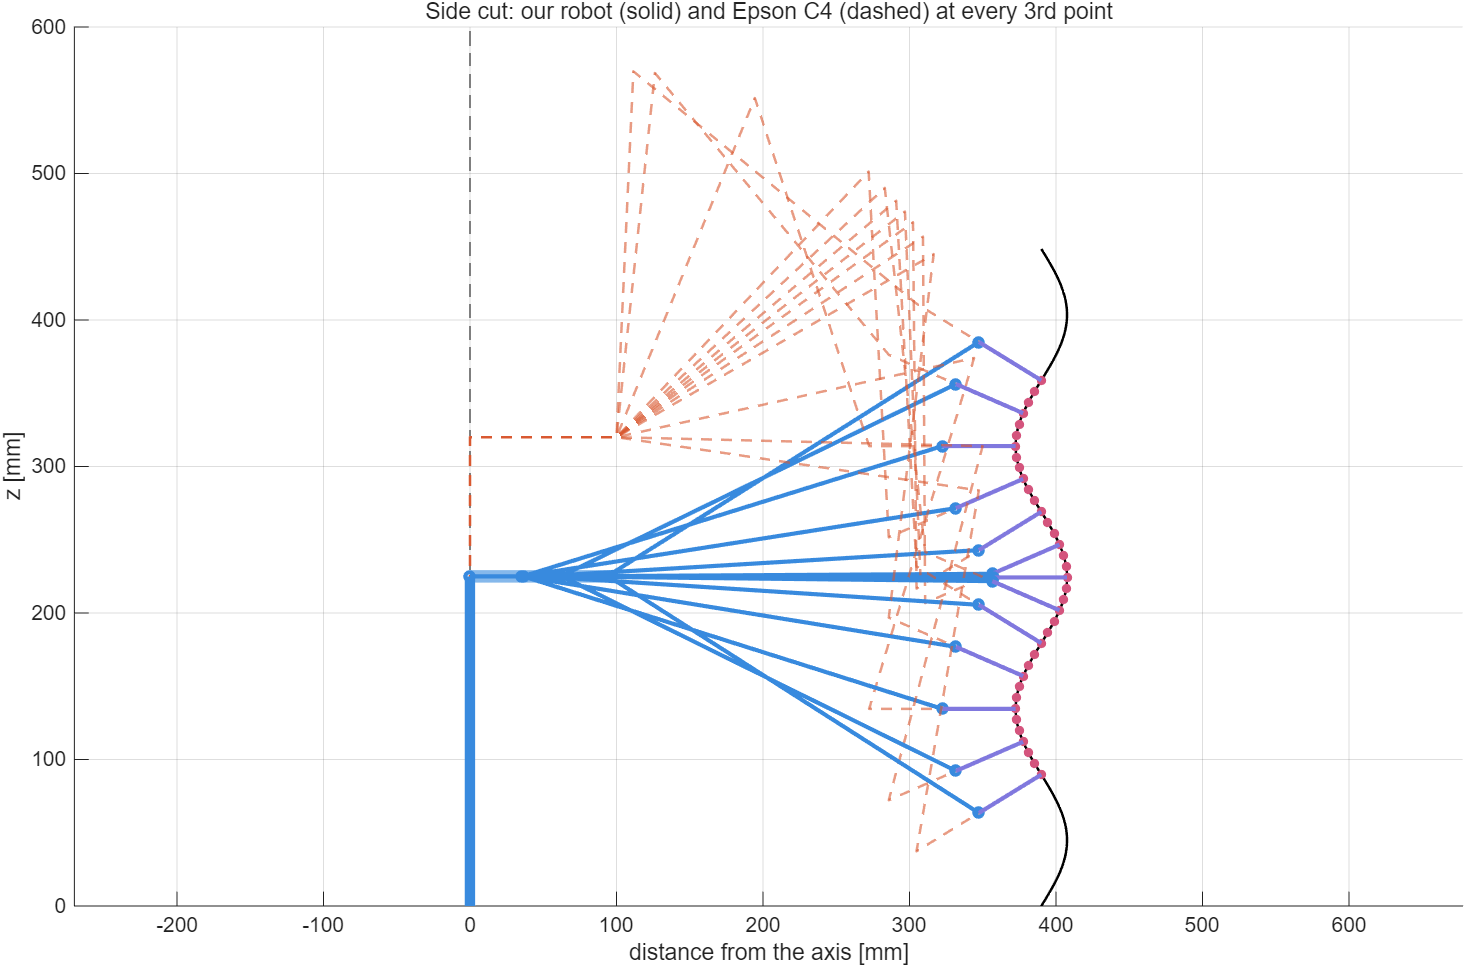 Side cut: our robot (solid) and Epson C4 (dashed) at every 3rd point
600
500
400
300
200
100
0
z [mm]
-200 -100 0 100 200 300 400 500 600
distance from the axis [mm]